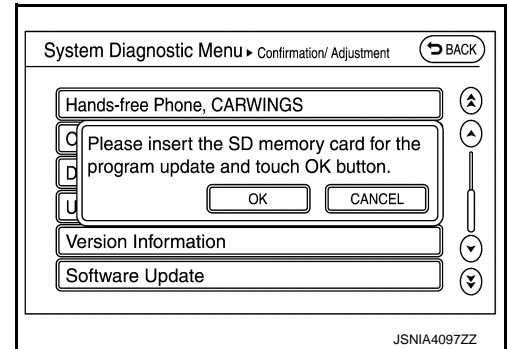 System Diagnostic Menu ▸ Confirmation/ Adjustment
BACK
Hands-free Phone, CARWINGS
C
Please insert the SD memory card for the
D
program update and touch OK button.
U
OK
CANCEL
Version Information
Software Update
JSNIA4097ZZ